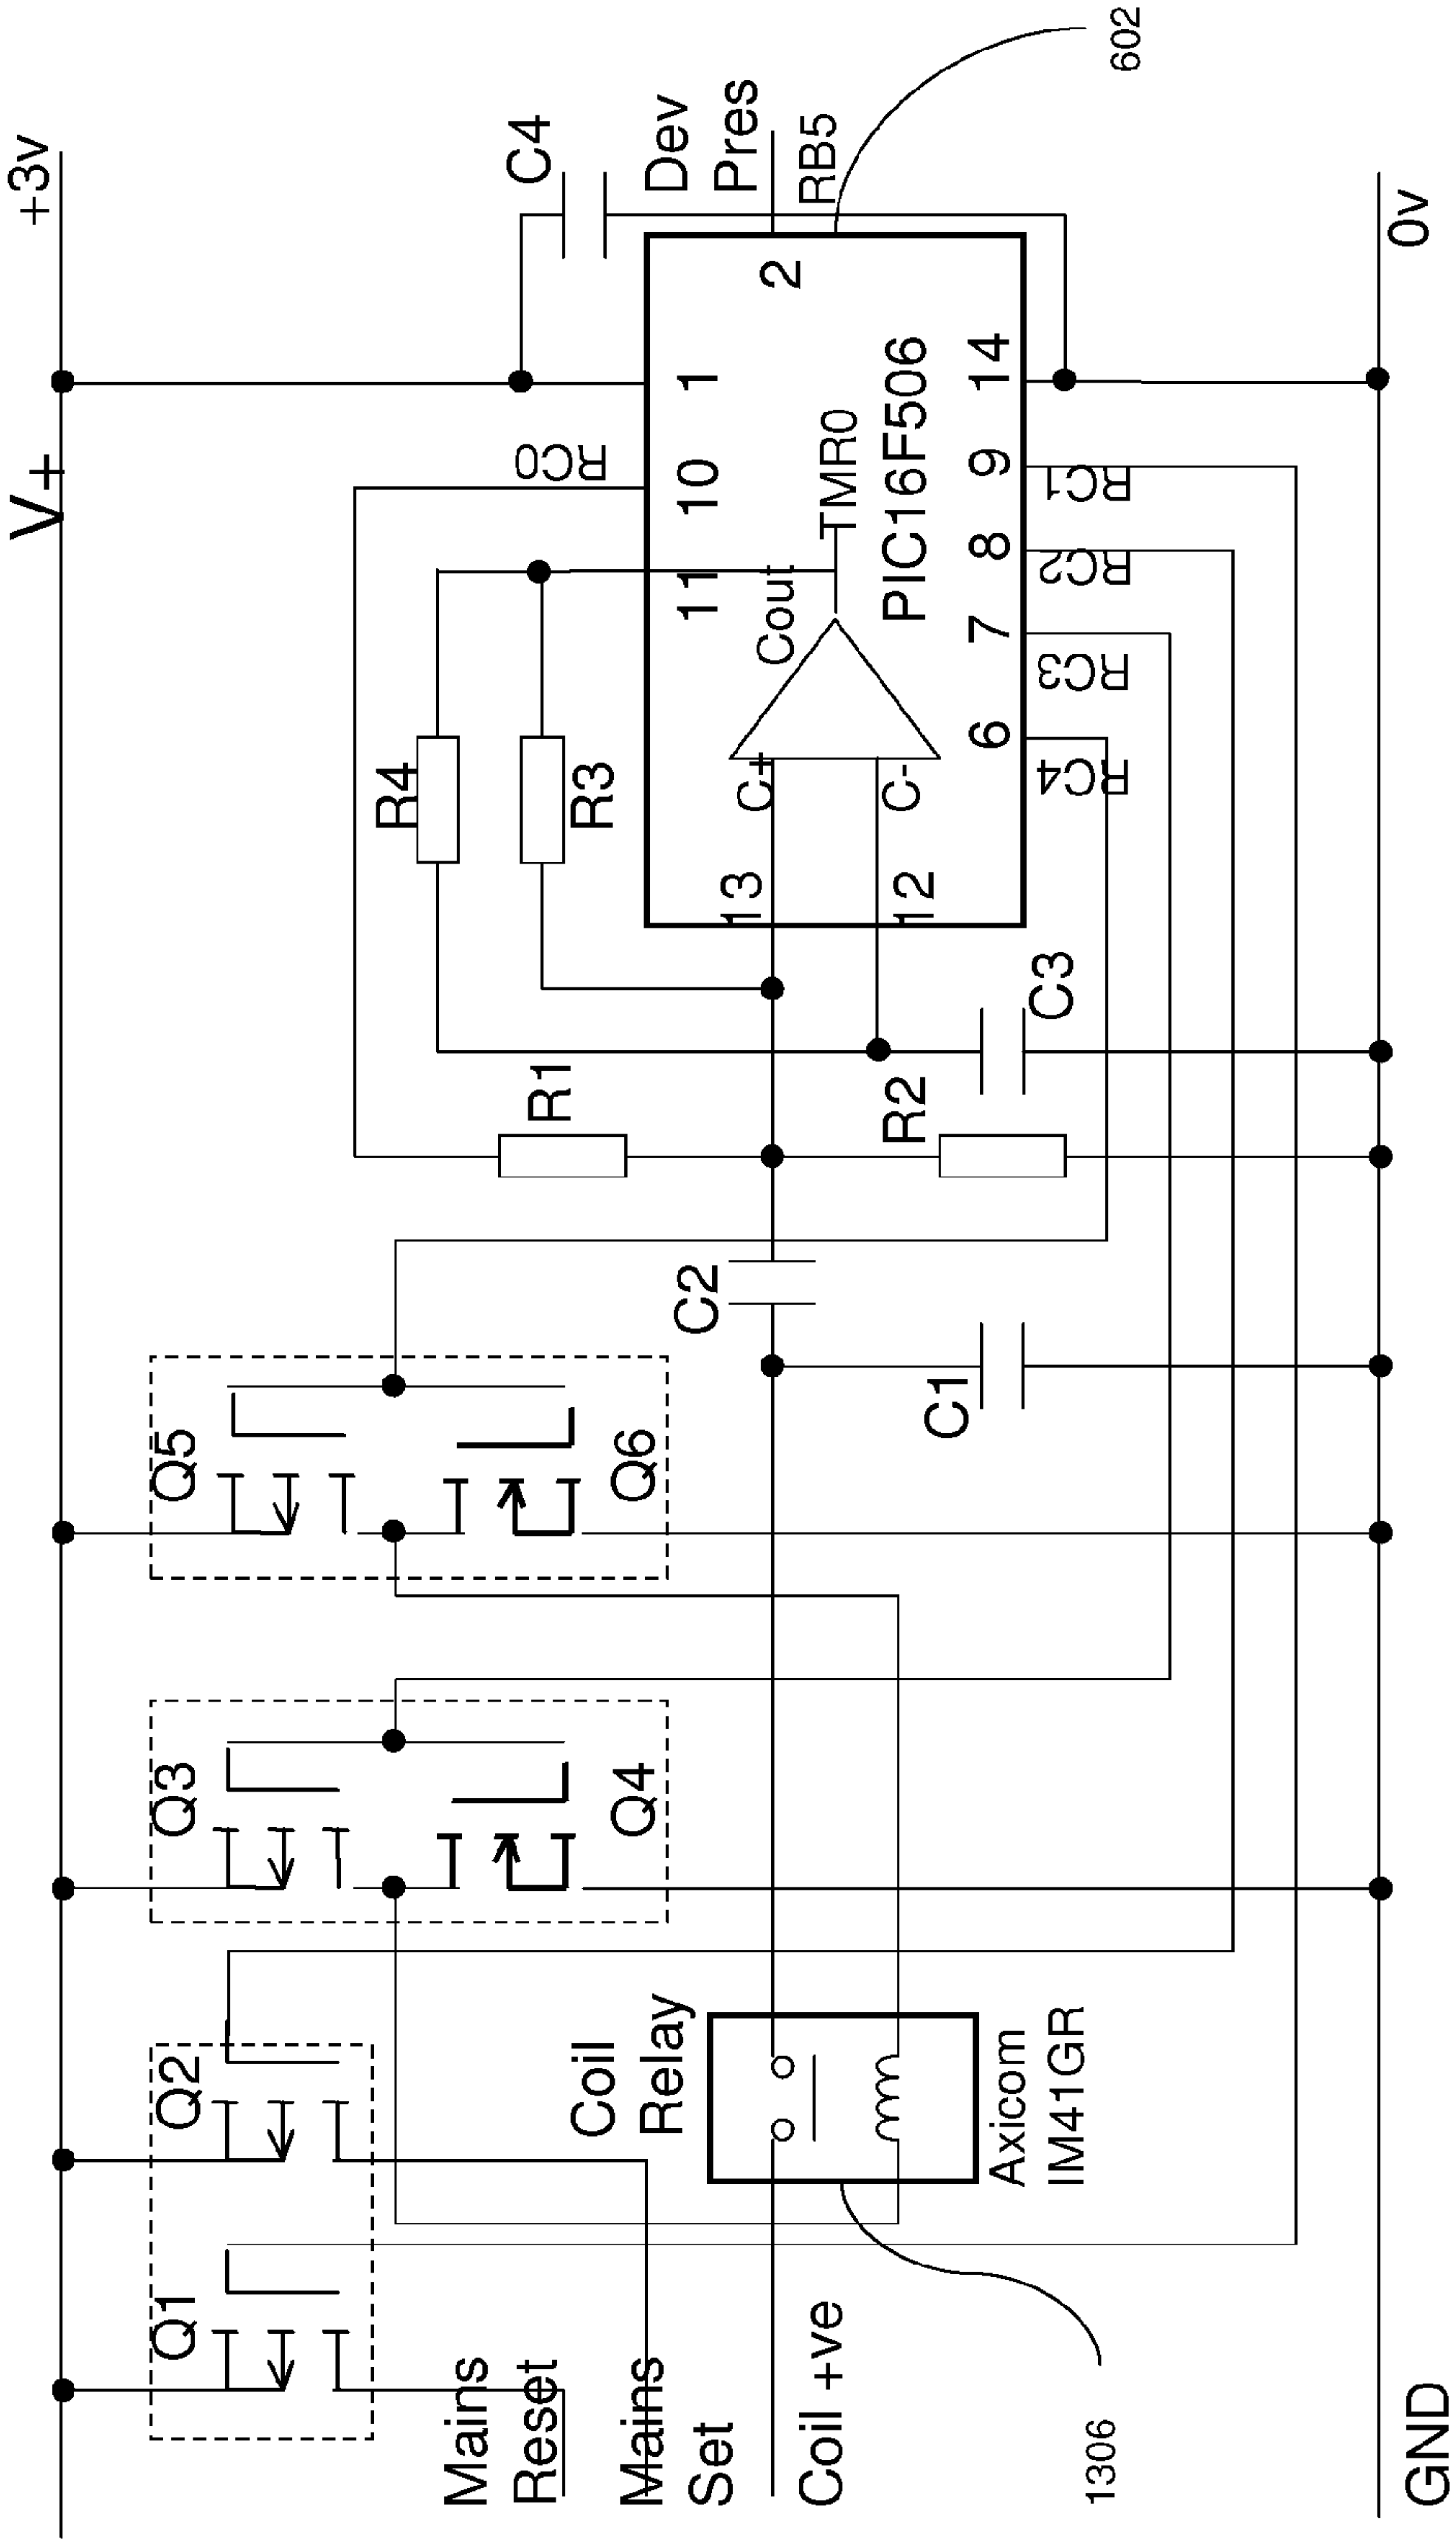 V+
+3v
Q1
Q2
Q3
Q5
Q4
Q6
R4
R3
R1
RC0
C4
Mains
Reset
Mains
Set
Coil +ve
Coil
Relay
Axicom
IM41GR
1306
C2
C1
R2
C3
13
12
11
10
1
2
C+
C-
Cout
TMR0
PIC16F506
6
7
8
9
14
RC4
RC3
RC2
RC1
Dev
Pres
RB5
602
GND
0v